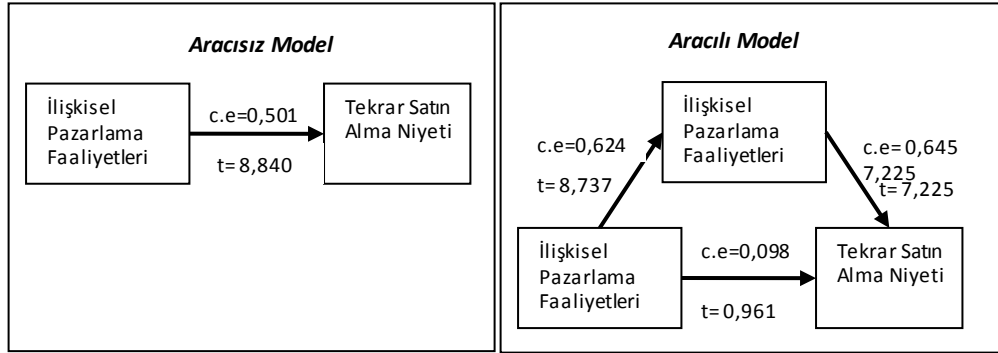 Aracısız Model
İlişkisel
Pazarlama
Faaliyetleri
c.e=0,501
t= 8,840
Tekrar Satın
Alma Niyeti
Aracılı Model
İlişkisel
Pazarlama
Faaliyetleri
c.e=0,624
t= 8,737
c.e= 0,645
7,225
t= 7,225
İlişkisel
Pazarlama
Faaliyetleri
c.e=0,098
t= 0,961
Tekrar Satın
Alma Niyeti